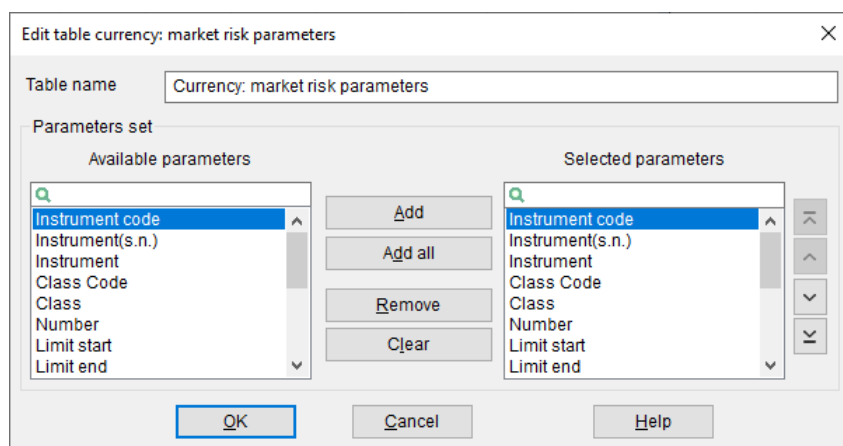 Edit table currency: market risk parameters
Table name Currency: market risk parameters
Parameters set
Available parameters
Instrument code
Instrument(s.n.)
Instrument
Class Code
Class
Number
Limit start
Limit end
Add
Add all
Remove
Clear
Selected parameters
Instrument code
Instrument(s.n.)
Instrument
Class Code
Class
Number
Limit start
Limit end
OK Cancel Help